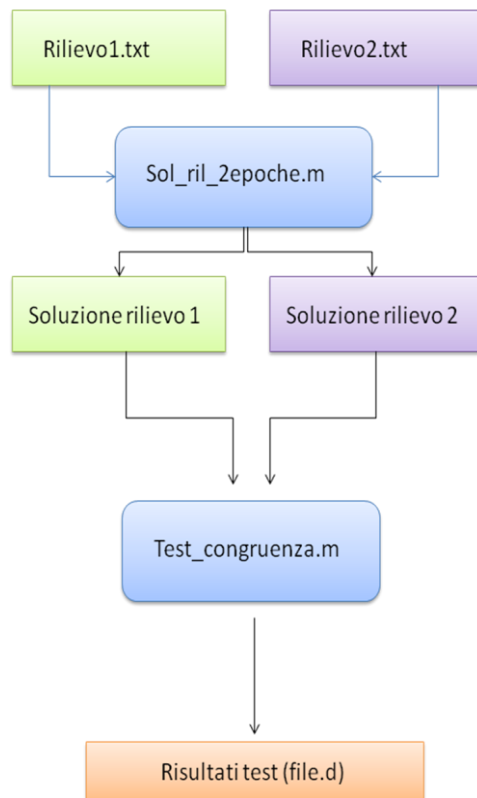 Rilievo1.txt
Rilievo2.txt
Sol_ril_2epoche.m
Soluzione rilievo 1
Soluzione rilievo 2
Test_congruenza.m
Risultati test (file.d)